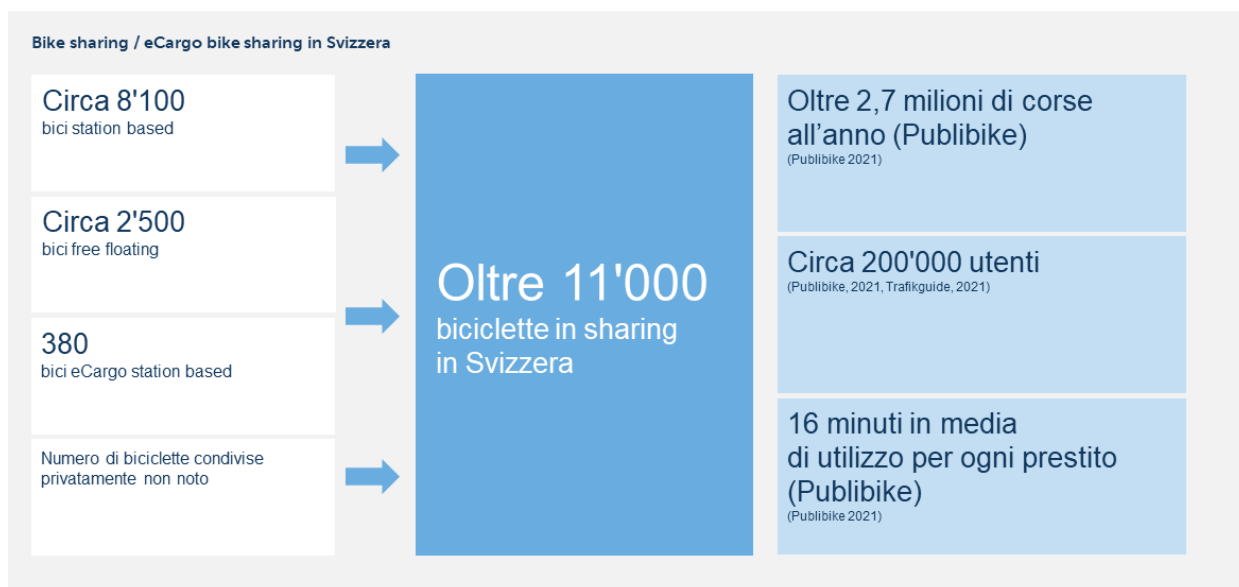 Bike sharing / eCargo bike sharing in Svizzera
Circa 8'100
bici station based
Circa 2'500
bici free floating
380
bici eCargo station based
Numero di biciclette condivise
privatamente non noto
Oltre 11'000
biciclette in sharing
in Svizzera
Oltre 2,7 milioni di corse
all’anno (Publibike)
(Publibike 2021)
Circa 200'000 utenti
(Publibike, 2021, Trafikguide, 2021)
16 minuti in media
di utilizzo per ogni prestito
(Publibike)
(Publibike 2021)